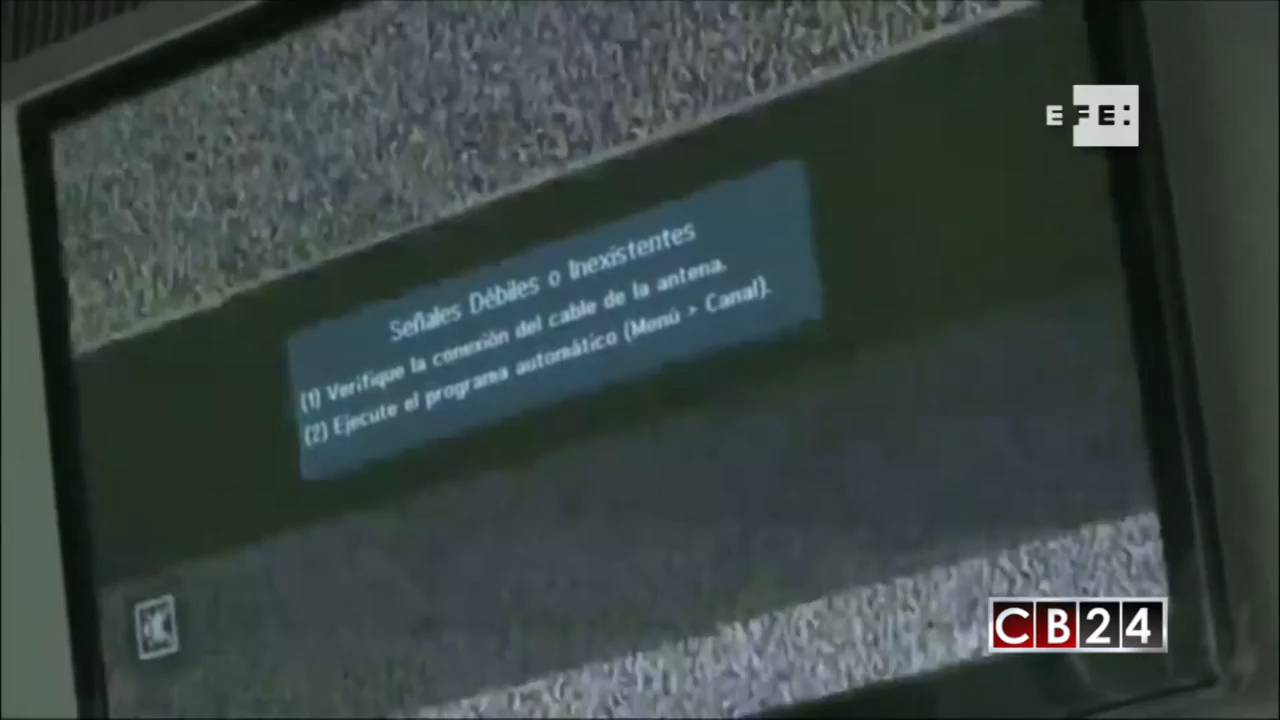 EFE:
Señales Débiles o Inexistentes
(1) Verifique la conexión del cable de la antena.
(2) Ejecute el programa automático (Menú > Canal).
CB24